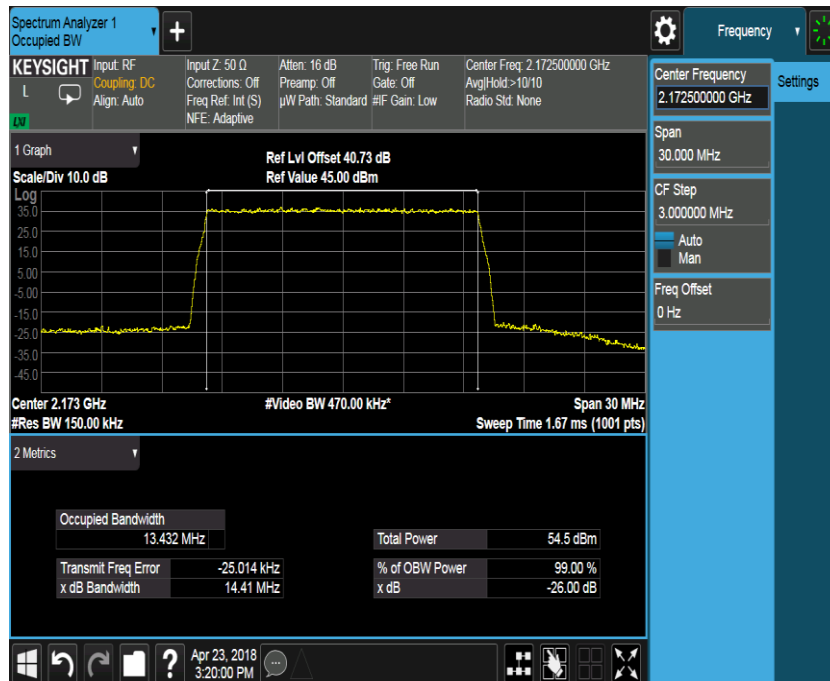 Spectrum Analyzer 1
Occupied BW
+
Frequency
KEYSIGHT
L
LXI
Input: RF
Coupling: DC
Align: Auto
Input Z: 50 Ω
Corrections: Off
Freq Ref: Int (S)
NFE: Adaptive
Atten: 16 dB
Preamp: Off
µW Path: Standard
Trig: Free Run
Gate: Off
#IF Gain: Low
Center Freq: 2.172500000 GHz
Avg|Hold:>10/10
Radio Std: None
Center Frequency
2.172500000 GHz
Settings
Span
30.000 MHz
CF Step
3.000000 MHz
Auto
Man
Freq Offset
0 Hz
1 Graph
Scale/Div 10.0 dB
Ref Lvl Offset 40.73 dB
Ref Value 45.00 dBm
Log
35.0
25.0
15.0
5.00
-5.00
-15.0
-25.0
-35.0
-45.0
Center 2.173 GHz
#Res BW 150.00 kHz
#Video BW 470.00 kHz*
Span 30 MHz
Sweep Time 1.67 ms (1001 pts)
2 Metrics
Occupied Bandwidth
13.432 MHz
Total Power 54.5 dBm
Transmit Freq Error -25.014 kHz
% of OBW Power 99.00 %
x dB Bandwidth 14.41 MHz
x dB -26.00 dB
?
Apr 23, 2018
3:20:00 PM